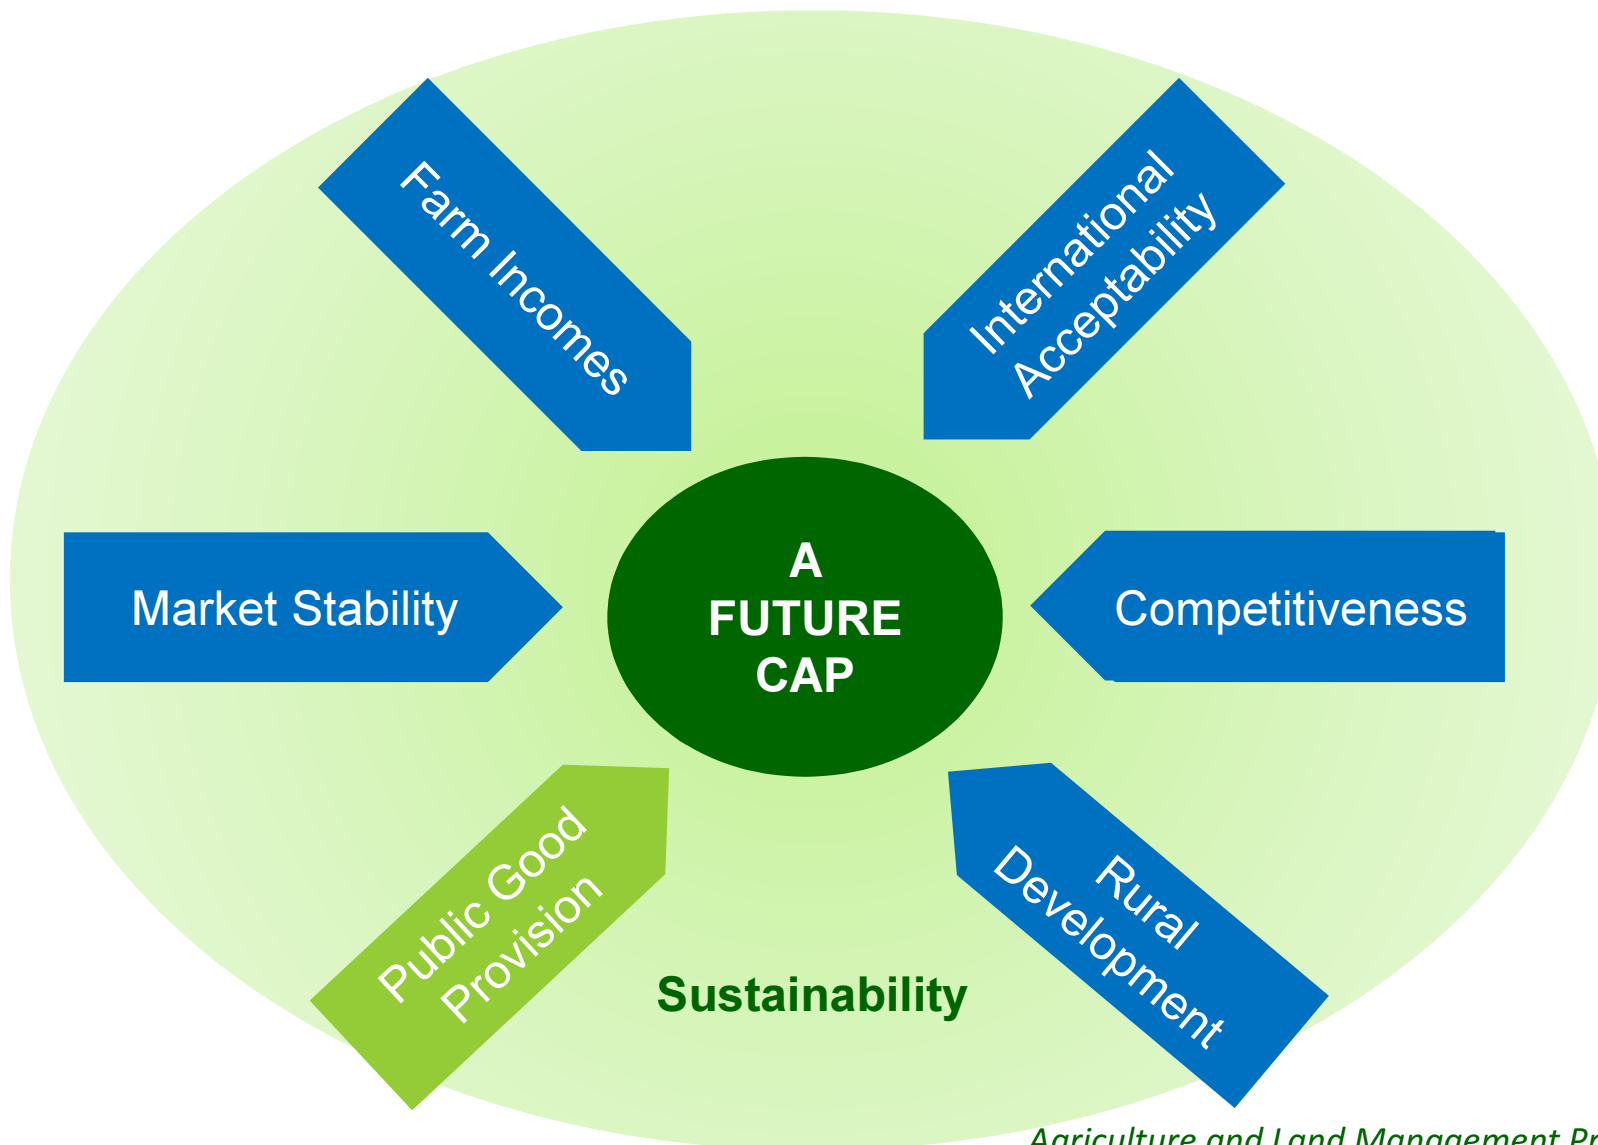 Farm Incomes
International
Acceptability
Market Stability
A
FUTURE
CAP
Competitiveness
Public Good
Provision
Rural
Development
Sustainability
Agriculture and Land Management